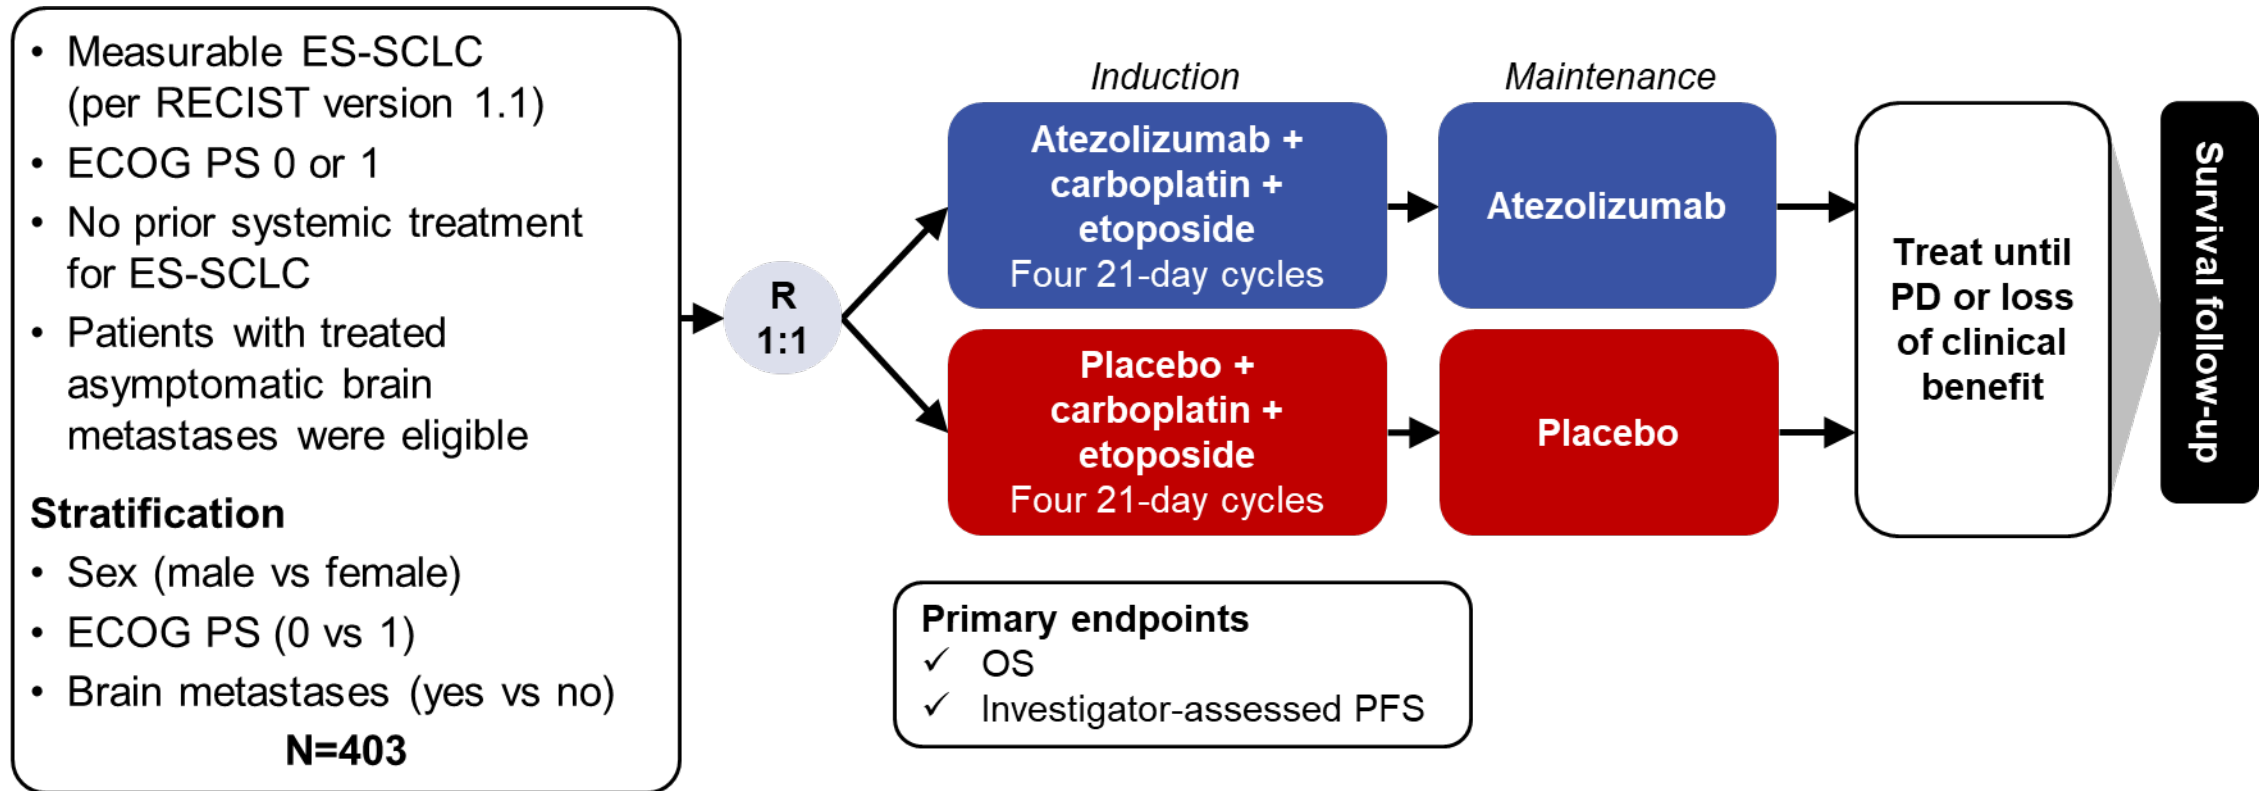 • Measurable ES-SCLC
(per RECIST version 1.1)
• ECOG PS 0 or 1
• No prior systemic treatment
for ES-SCLC
• Patients with treated
asymptomatic brain
metastases were eligible
Stratification
• Sex (male vs female)
• ECOG PS (0 vs 1)
• Brain metastases (yes vs no)
N=403
R
1:1
Induction
Atezolizumab +
carboplatin +
etoposide
Four 21-day cycles
Maintenance
Atezolizumab
Placebo +
carboplatin +
etoposide
Four 21-day cycles
Placebo
Treat until
PD or loss
of clinical
benefit
Survival follow-up
Primary endpoints
✓ OS
✓ Investigator-assessed PFS